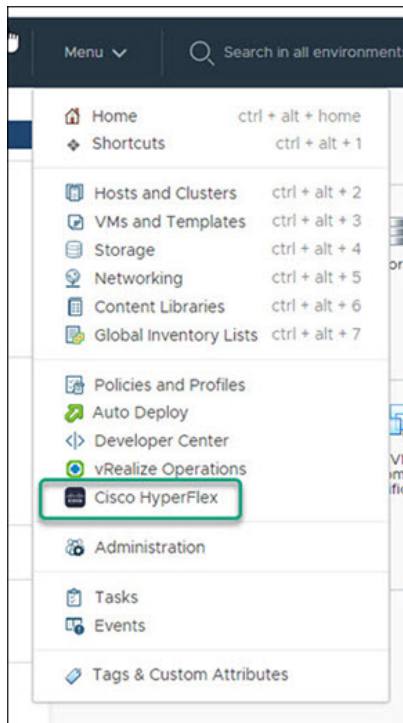 Menu
Search in all environment
Home ctrl + alt + home
Shortcuts ctrl + alt + 1
Hosts and Clusters ctrl + alt + 2
VMs and Templates ctrl + alt + 3
Storage ctrl + alt + 4
Networking ctrl + alt + 5
Content Libraries ctrl + alt + 6
Global Inventory Lists ctrl + alt + 7
Policies and Profiles
Auto Deploy
Developer Center
vRealize Operations
Cisco HyperFlex
Administration
Tasks
Events
Tags & Custom Attributes